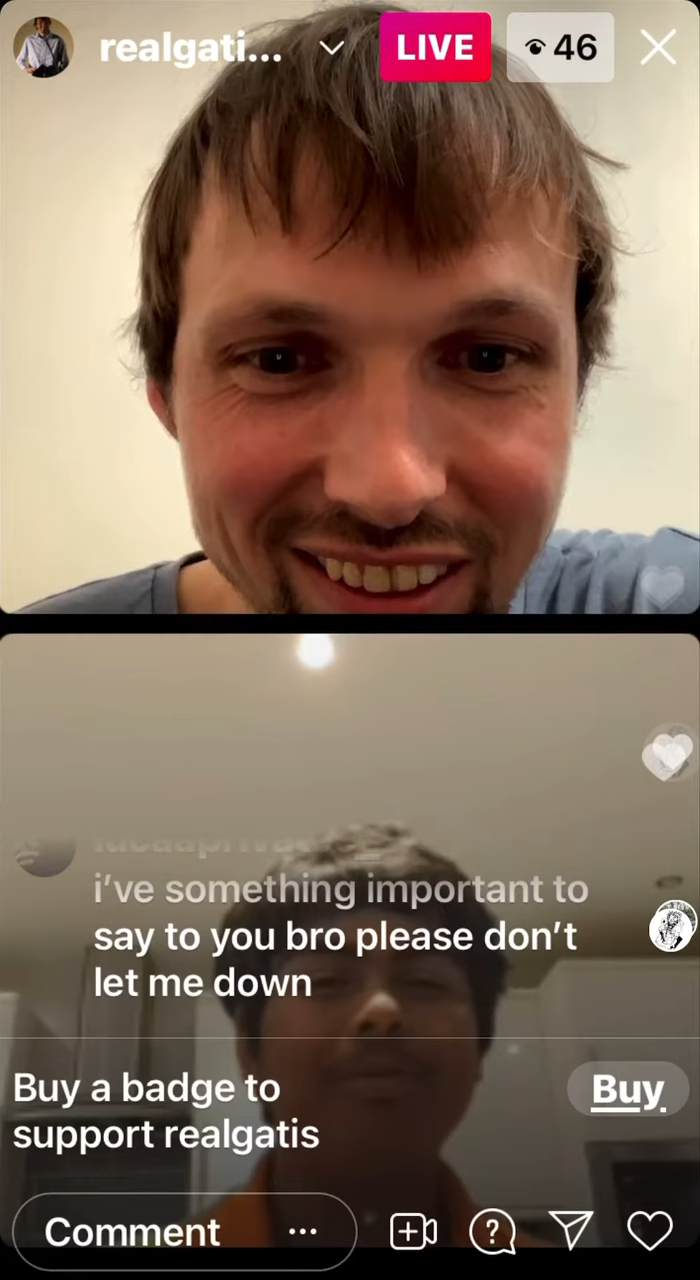 realgati...
LIVE
46
i've something important to
say to you bro please don't
let me down
Buy a badge to
support realgatis
Buy
Comment